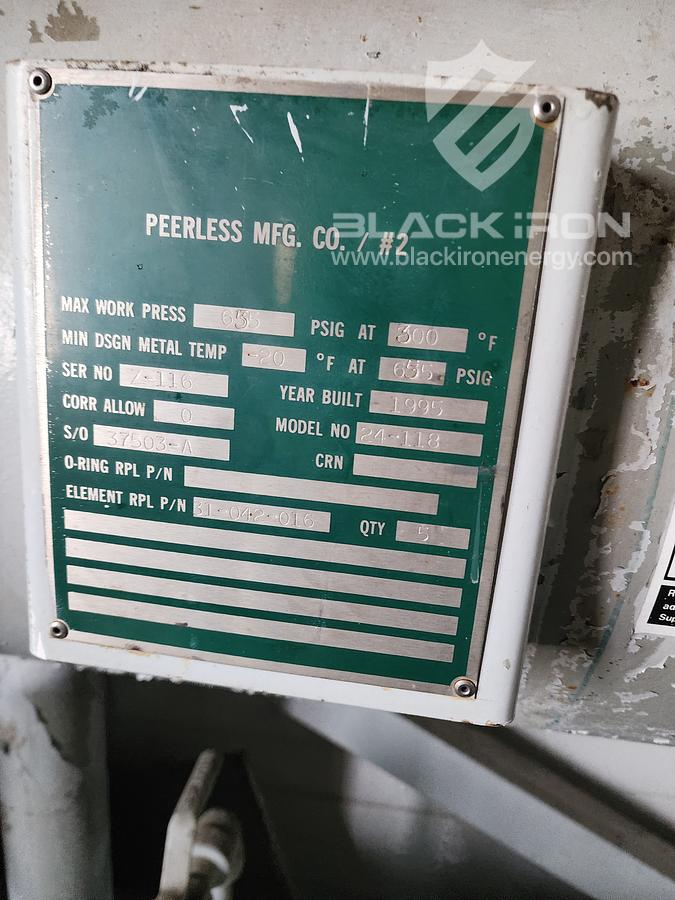 BLACK iRON
www.blackironenergy.com
PEERLESS MFG. CO. / #2
MAX WORK PRESS 635 PSIG AT 300 °F
MIN DSGN METAL TEMP -20 °F AT 635 PSIG
SER NO Z-116 YEAR BUILT 1995
CORR ALLOW 0 MODEL NO 24-118
S/O 37503-A CRN
O-RING RPL P/N
ELEMENT RPL P/N 31-042-016 QTY 5